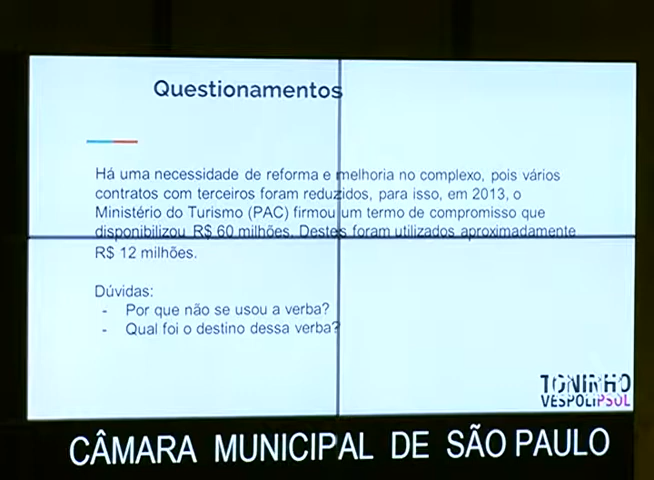 Questionamentos
Há uma necessidade de reforma e melhoria no complexo, pois vários
contratos com terceiros foram reduzidos, para isso, em 2013, o
Ministério do Turismo (PAC) firmou um termo de compromisso que
disponibilizou R$ 60 milhões. Destes foram utilizados aproximadamente
R$ 12 milhões.
Dúvidas:
- Por que não se usou a verba?
- Qual foi o destino dessa verba?
TONINHO
VESPOLIPSOL
CÂMARA MUNICIPAL DE SÃO PAULO